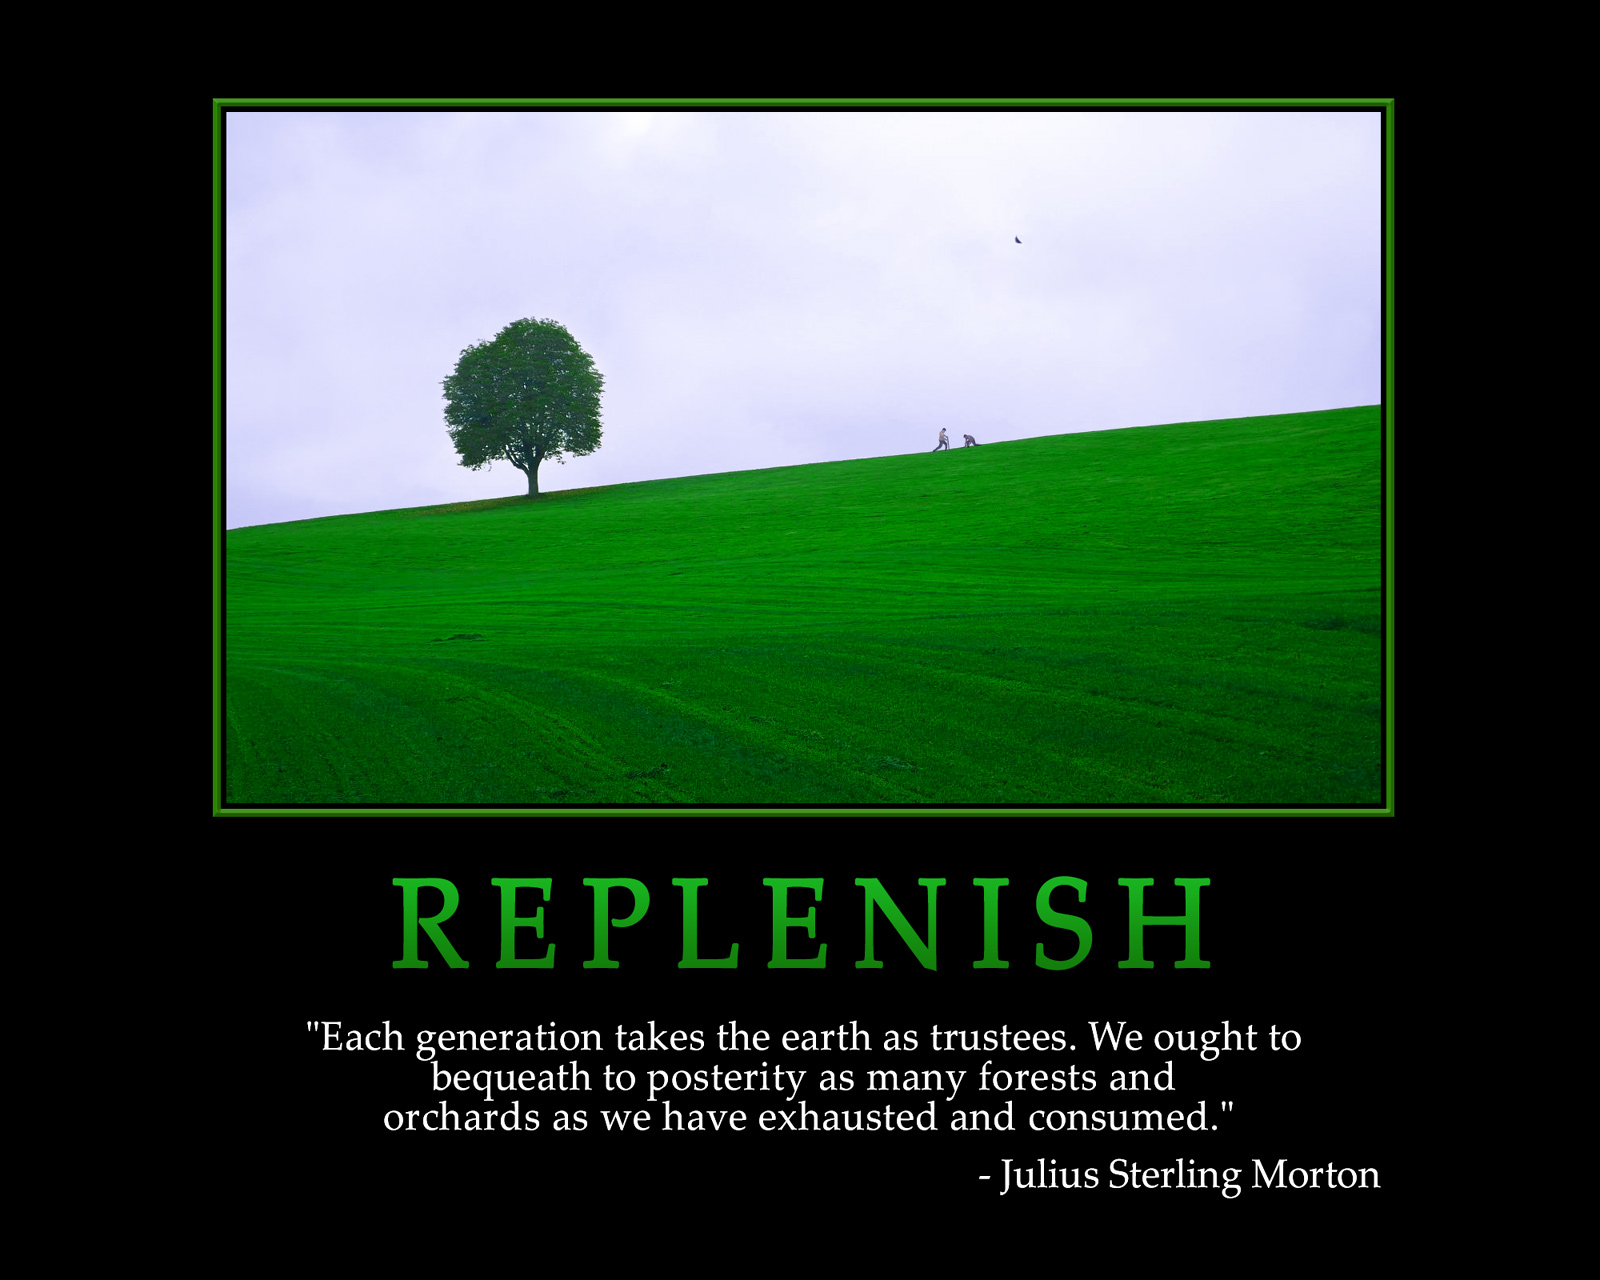 REPLENISH
"Each generation takes the earth as trustees. We ought to
bequeath to posterity as many forests and
orchards as we have exhausted and consumed."
- Julius Sterling Morton